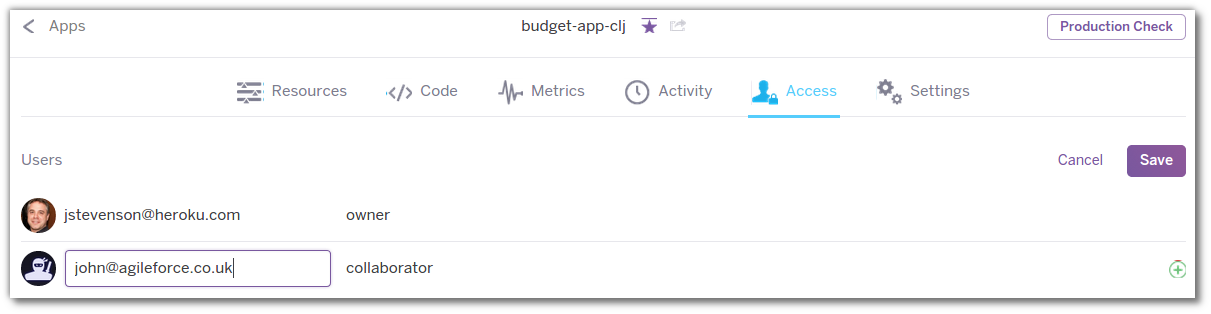 Apps budget-app-clj Production Check
Resources Code Metrics Activity Access Settings
Users Cancel Save
jstevenson@heroku.com owner
john@agileforce.co.uk collaborator